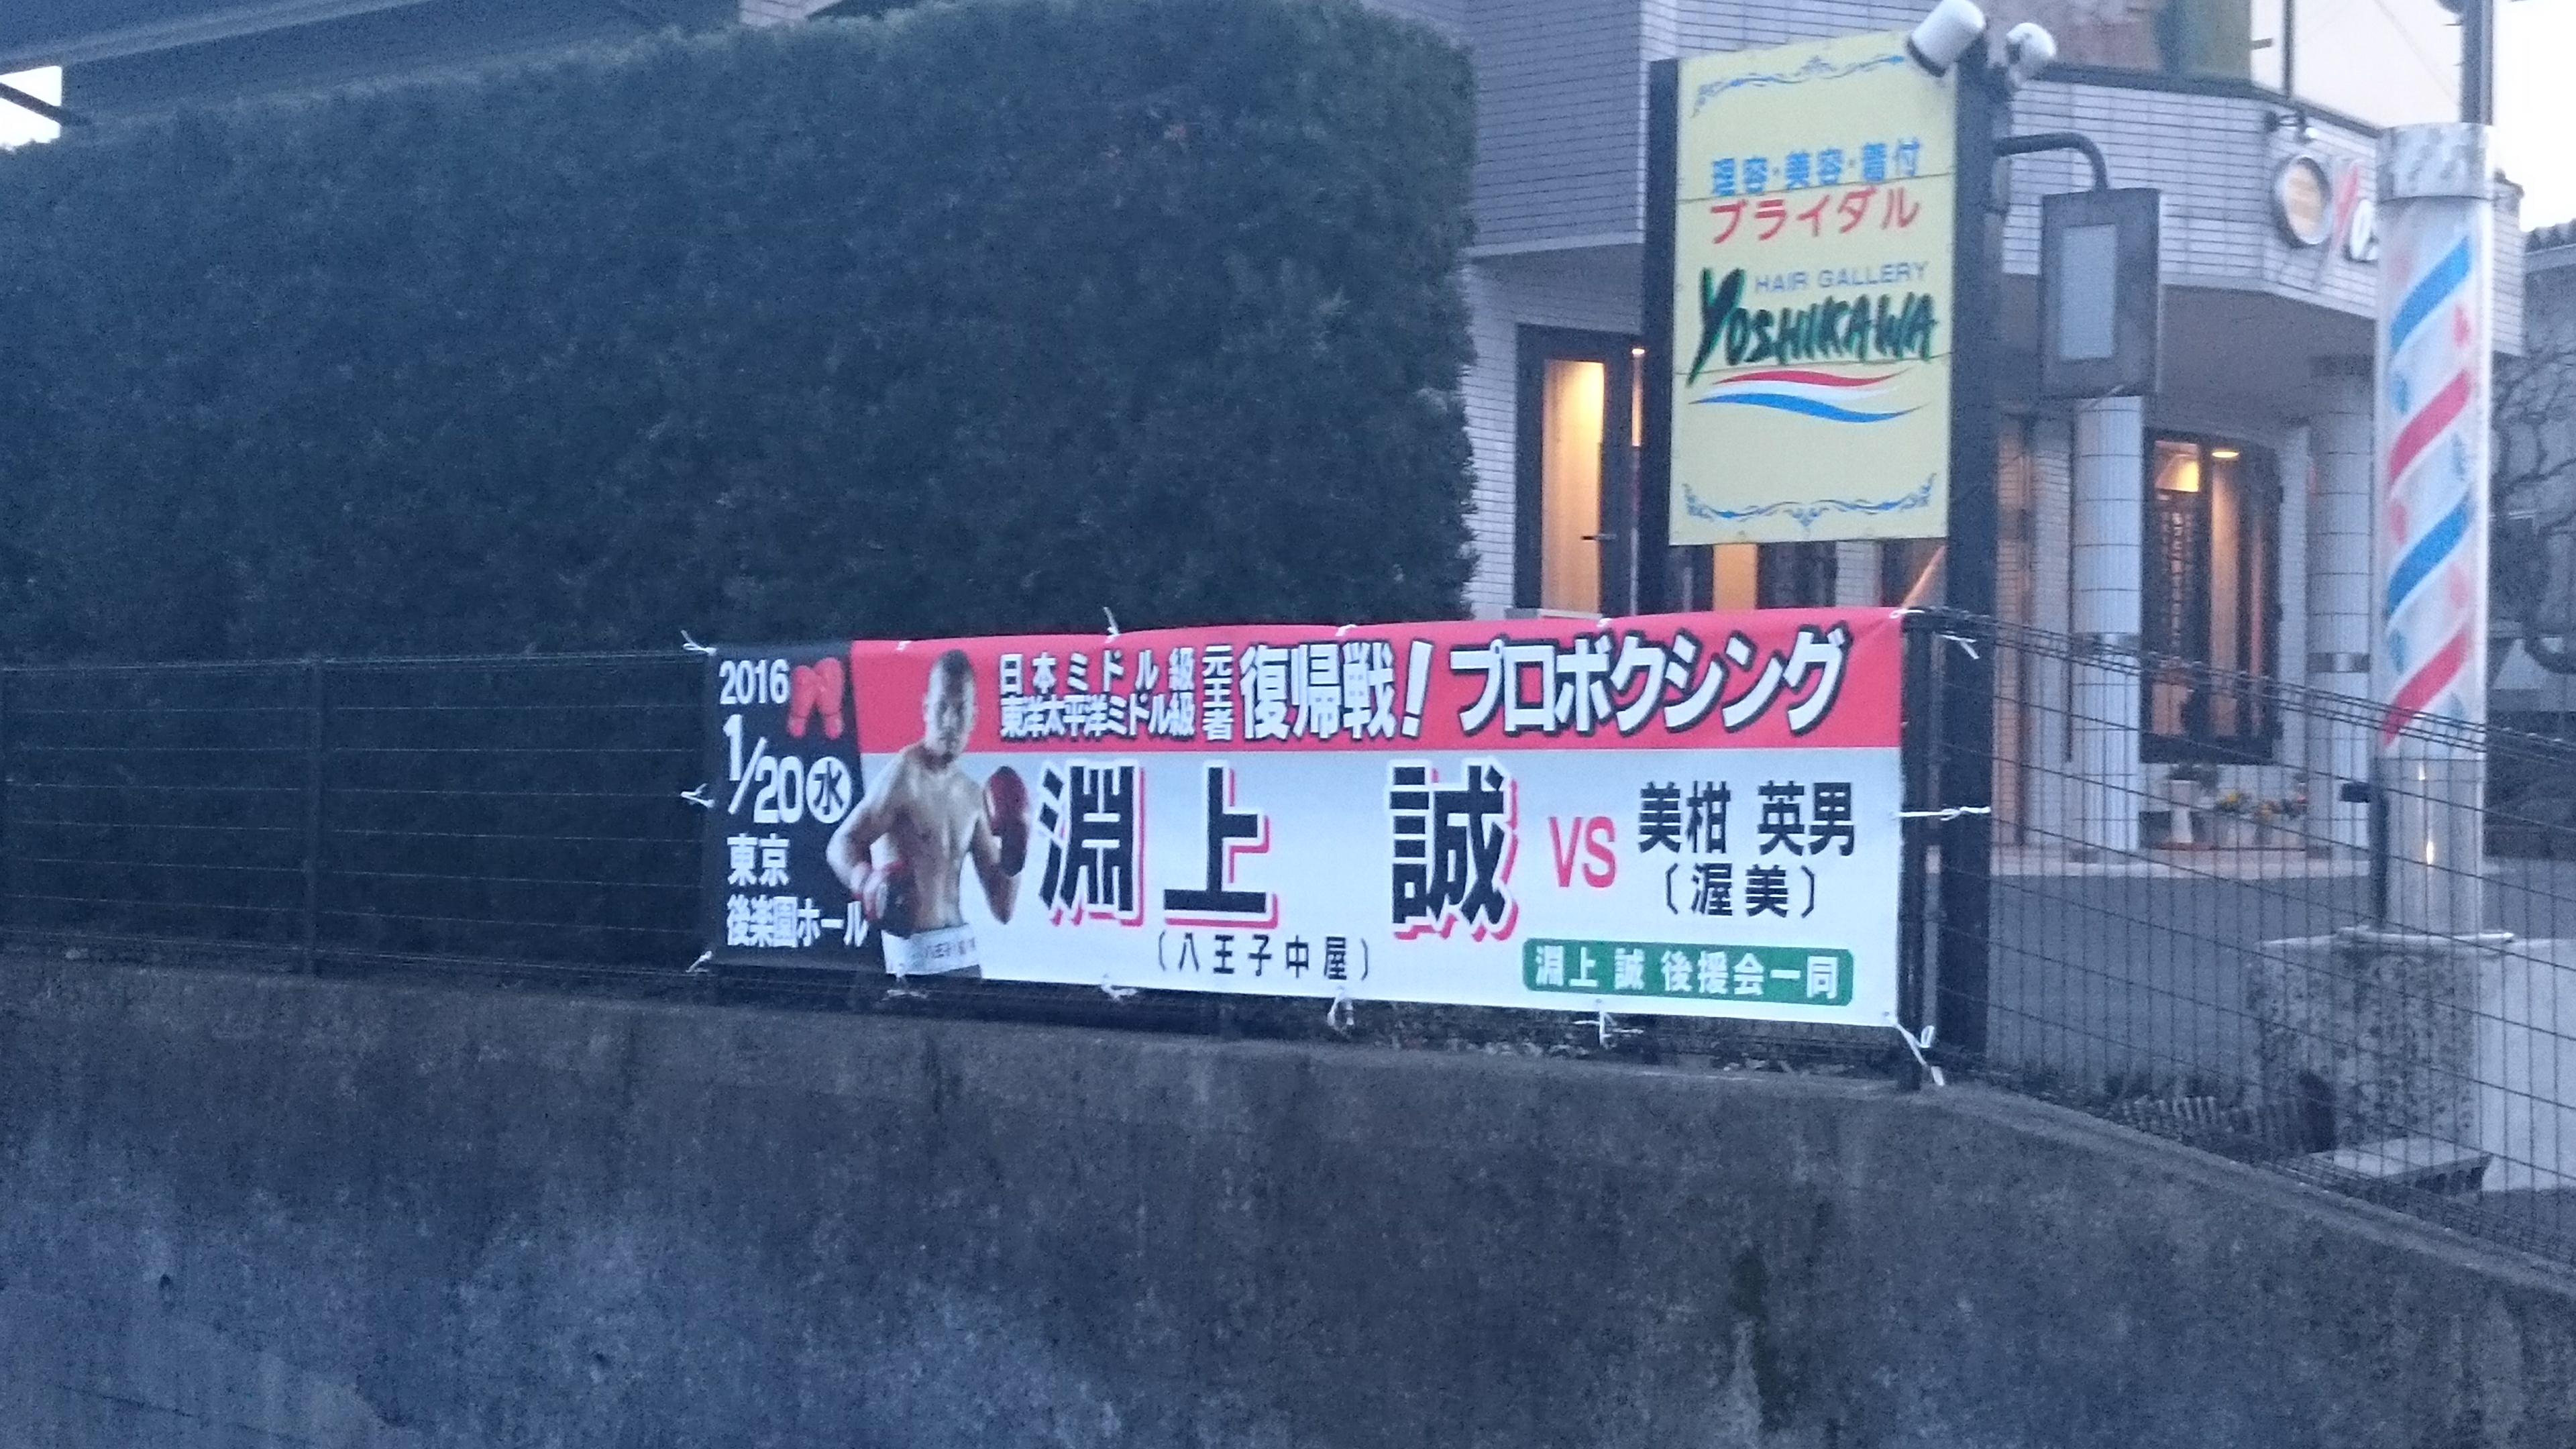 理容・美容・着付
ブライダル
HAIR GALLERY
YOSHIKAWA
2016
1/20㊌
東京
後楽園ホール
日本ミドル級
東洋太平洋ミドル級
元王者
復帰戦！プロボクシング
淵上 誠
(八王子中屋)
VS
美柑 英男
(渥美)
淵上 誠 後援会一同